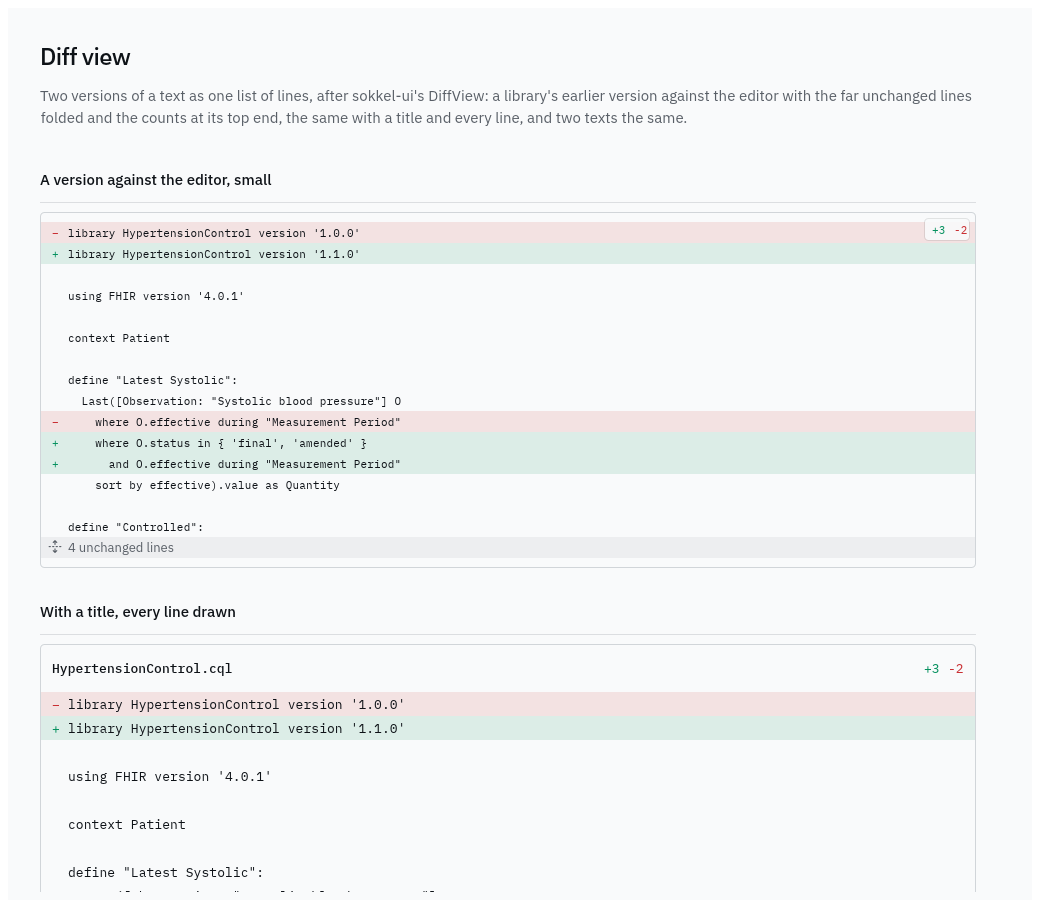 Diff view
Two versions of a text as one list of lines, after sokkel-ui's DiffView: a library's earlier version against the editor with the far unchanged lines
folded and the counts at its top end, the same with a title and every line, and two texts the same.
A version against the editor, small
− library HypertensionControl version '1.0.0'
+3 -2
+ library HypertensionControl version '1.1.0'
using FHIR version '4.0.1'
context Patient
define "Latest Systolic":
  Last([Observation: "Systolic blood pressure"] O
−     where O.effective during "Measurement Period"
+     where O.status in { 'final', 'amended' }
+       and O.effective during "Measurement Period"
    sort by effective).value as Quantity
define "Controlled":
4 unchanged lines
With a title, every line drawn
HypertensionControl.cql
+3 -2
− library HypertensionControl version '1.0.0'
+ library HypertensionControl version '1.1.0'
using FHIR version '4.0.1'
context Patient
define "Latest Systolic":